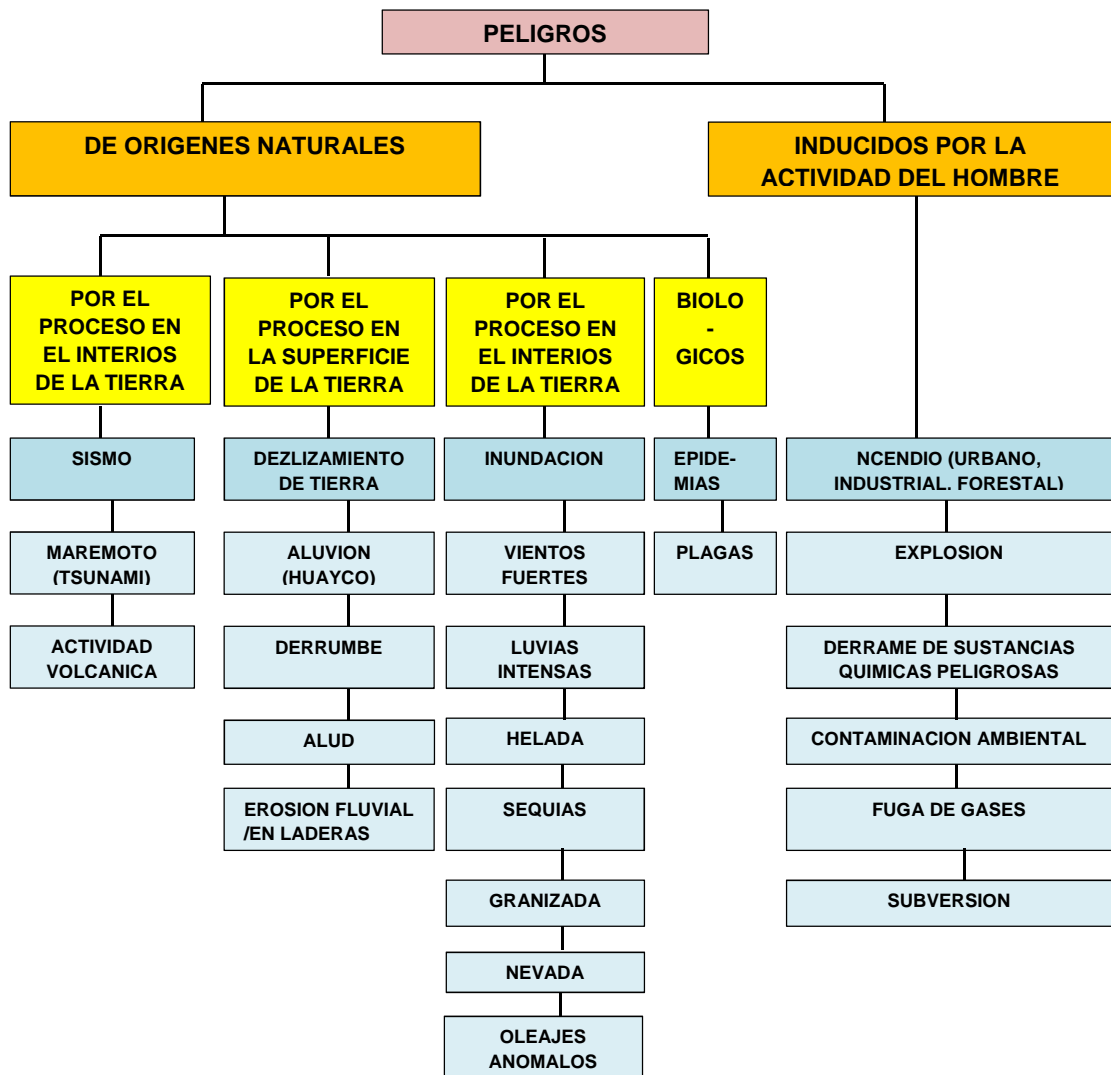 PELIGROS
DE ORIGENES NATURALES
INDUCIDOS POR LA
ACTIVIDAD DEL HOMBRE
POR EL
PROCESO EN
EL INTERIOS
DE LA TIERRA
POR EL
PROCESO EN
LA SUPERFICIE
DE LA TIERRA
POR EL
PROCESO EN
EL INTERIOS
DE LA TIERRA
BIOLO
-
GICOS
SISMO
DEZLIZAMIENTO
DE TIERRA
INUNDACION
EPIDE-
MIAS
NCENDIO (URBANO,
INDUSTRIAL. FORESTAL)
MAREMOTO
(TSUNAMI)
ALUVION
(HUAYCO)
VIENTOS
FUERTES
PLAGAS
EXPLOSION
ACTIVIDAD
VOLCANICA
DERRUMBE
LUVIAS
INTENSAS
DERRAME DE SUSTANCIAS
QUIMICAS PELIGROSAS
ALUD
HELADA
CONTAMINACION AMBIENTAL
EROSION FLUVIAL
/EN LADERAS
SEQUIAS
FUGA DE GASES
GRANIZADA
SUBVERSION
NEVADA
OLEAJES
ANOMALOS